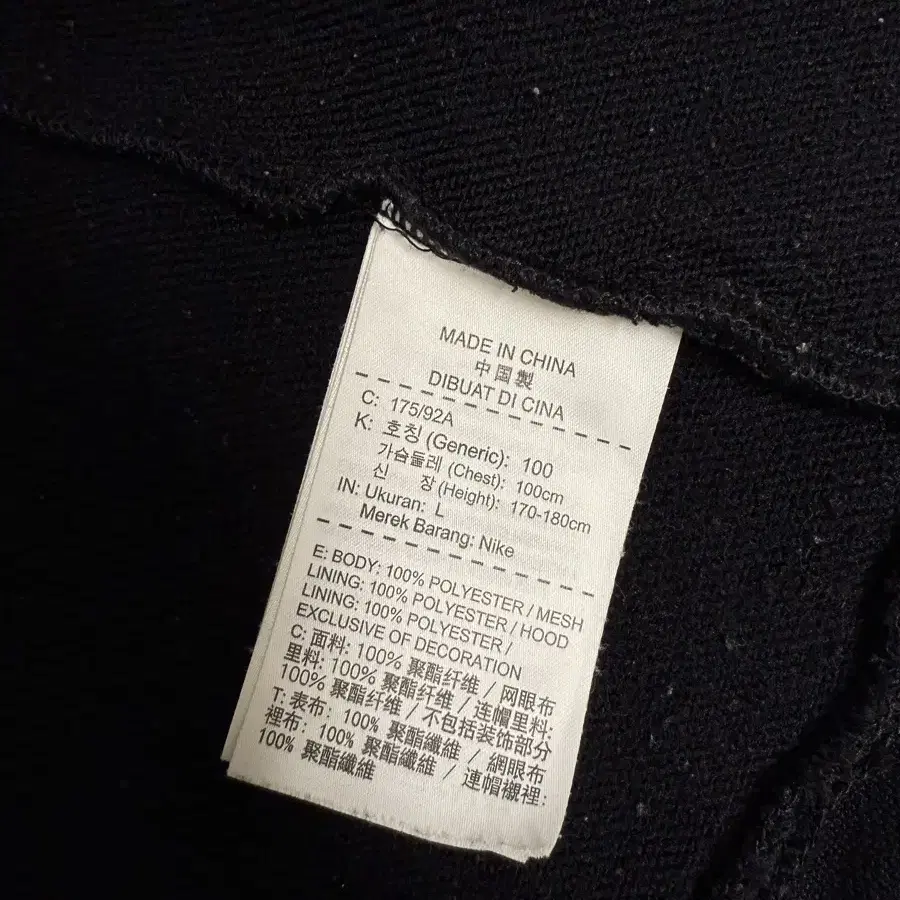 MADE IN CHINA
中国製
DIBUAT DI CINA
C: 175/92A
K: 호칭 (Generic): 100
가슴둘레 (Chest): 100cm
신 장 (Height): 170-180cm
IN: Ukuran: L
Merek Barang: Nike
E: BODY: 100% POLYESTER / MESH
LINING: 100% POLYESTER / HOOD
LINING: 100% POLYESTER /
EXCLUSIVE OF DECORATION
C: 面料: 100% 聚酯纤维 / 网眼布
里料: 100% 聚酯纤维 / 连帽里料:
100% 聚酯纤维 / 不包括装饰部分
T: 表布: 100% 聚酯纖維 / 網眼布
裡布: 100% 聚酯纖維 / 連帽襯裡:
100% 聚酯纖維